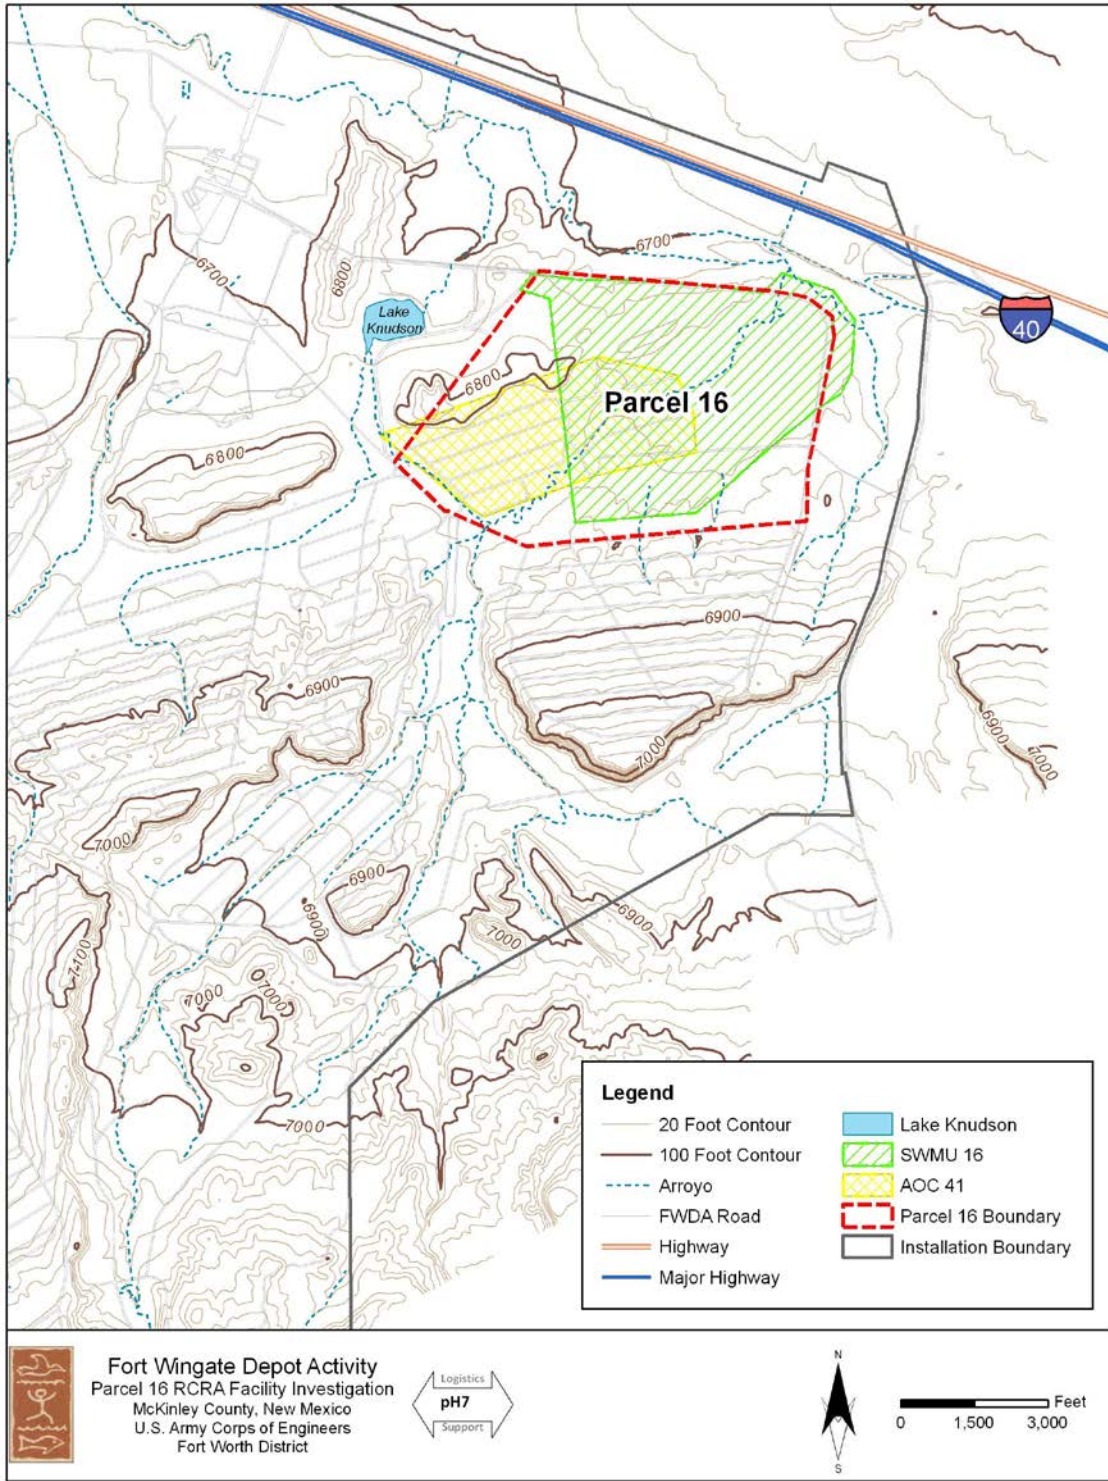 6700
6700
6800
Lake
Knudson
40
6800
Parcel 16
6800
6900
6900
6900
7000
7000
7000
6900
6900
6900
7000
7100
7000
7000
7000
Legend
20 Foot Contour
100 Foot Contour
Arroyo
FWDA Road
Highway
Major Highway
Lake Knudson
SWMU 16
AOC 41
Parcel 16 Boundary
Installation Boundary
Fort Wingate Depot Activity
Parcel 16 RCRA Facility Investigation
McKinley County, New Mexico
U.S. Army Corps of Engineers
Fort Worth District
Logistics
pH7
Support
N
S
Feet
0 1,500 3,000